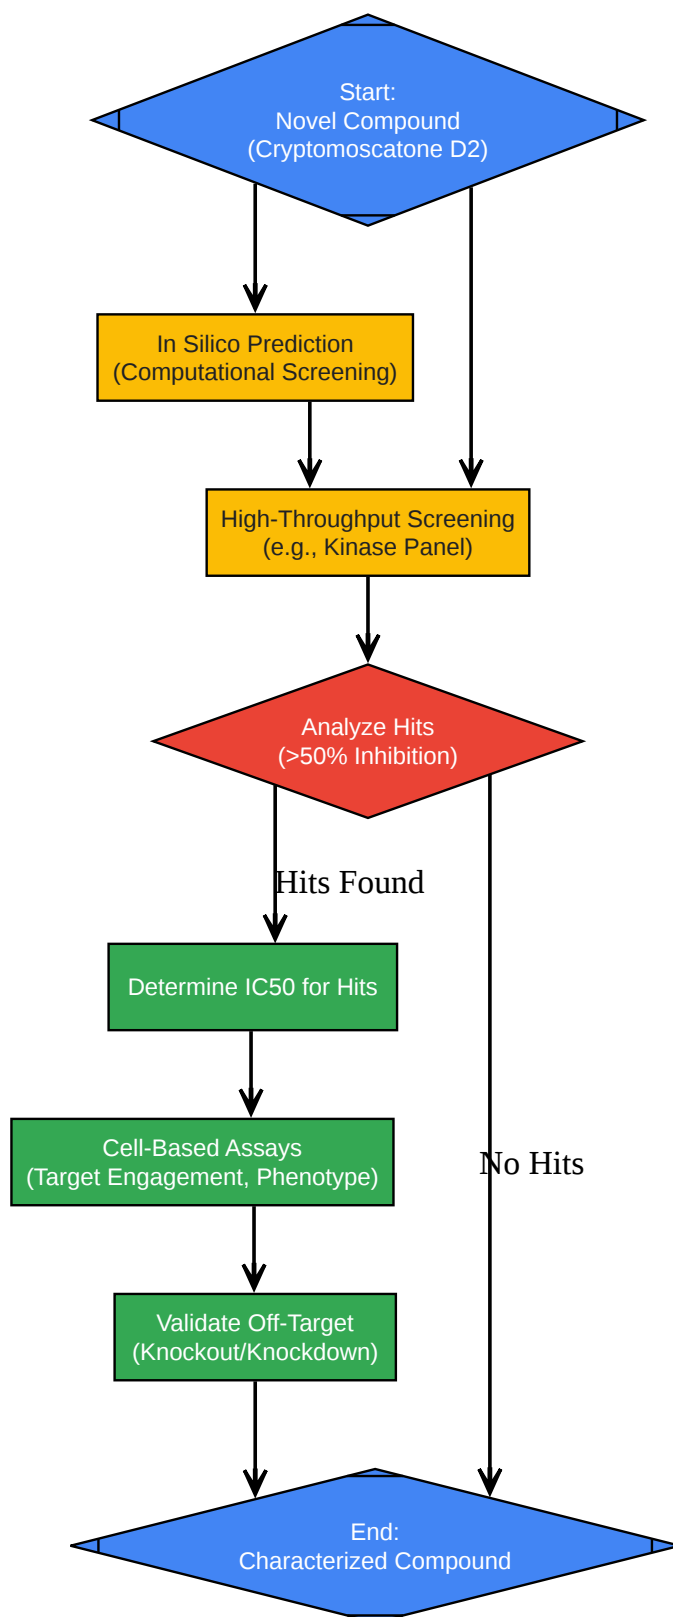 Start:
Novel Compound
(Cryptomoscatone D2)
In Silico Prediction
(Computational Screening)
High-Throughput Screening
(e.g., Kinase Panel)
Analyze Hits
(>50% Inhibition)
Hits Found
Determine IC50 for Hits
Cell-Based Assays
(Target Engagement, Phenotype)
No Hits
Validate Off-Target
(Knockout/Knockdown)
End:
Characterized Compound